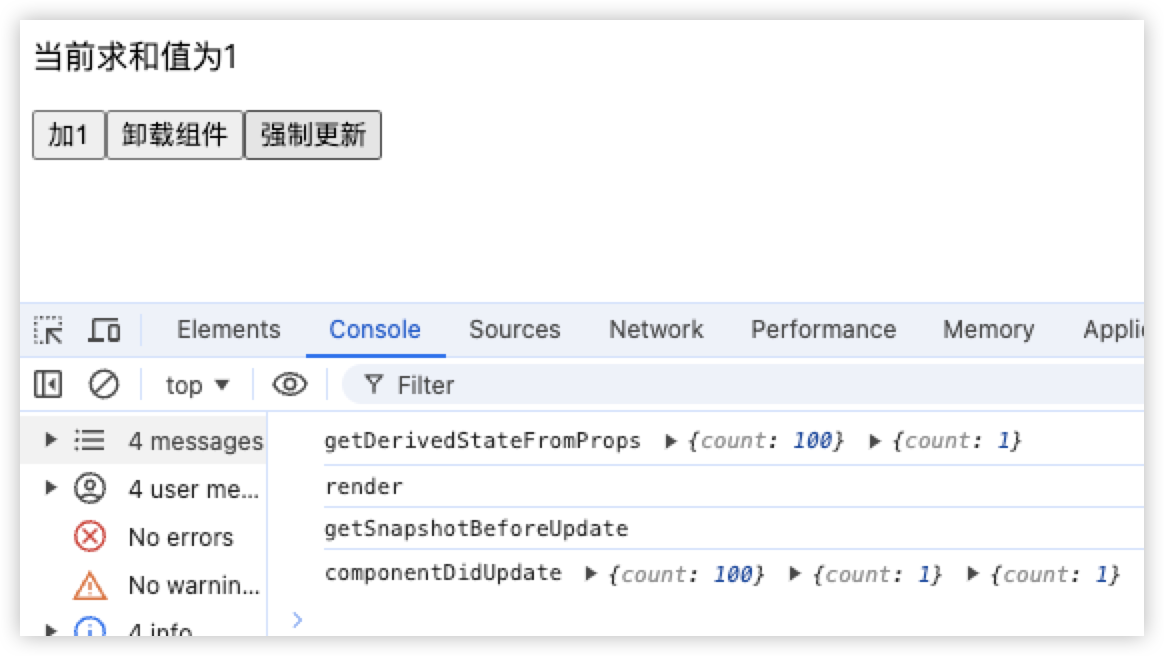 当前求和值为1
加1 卸载组件 强制更新
Elements Console Sources Network Performance Memory Applic
top ▼ Filter
4 messages
4 user me...
No errors
No warnin...
4 info
getDerivedStateFromProps ▶ {count: 100} ▶ {count: 1}
render
getSnapshotBeforeUpdate
componentDidUpdate ▶ {count: 100} ▶ {count: 1} ▶ {count: 1}